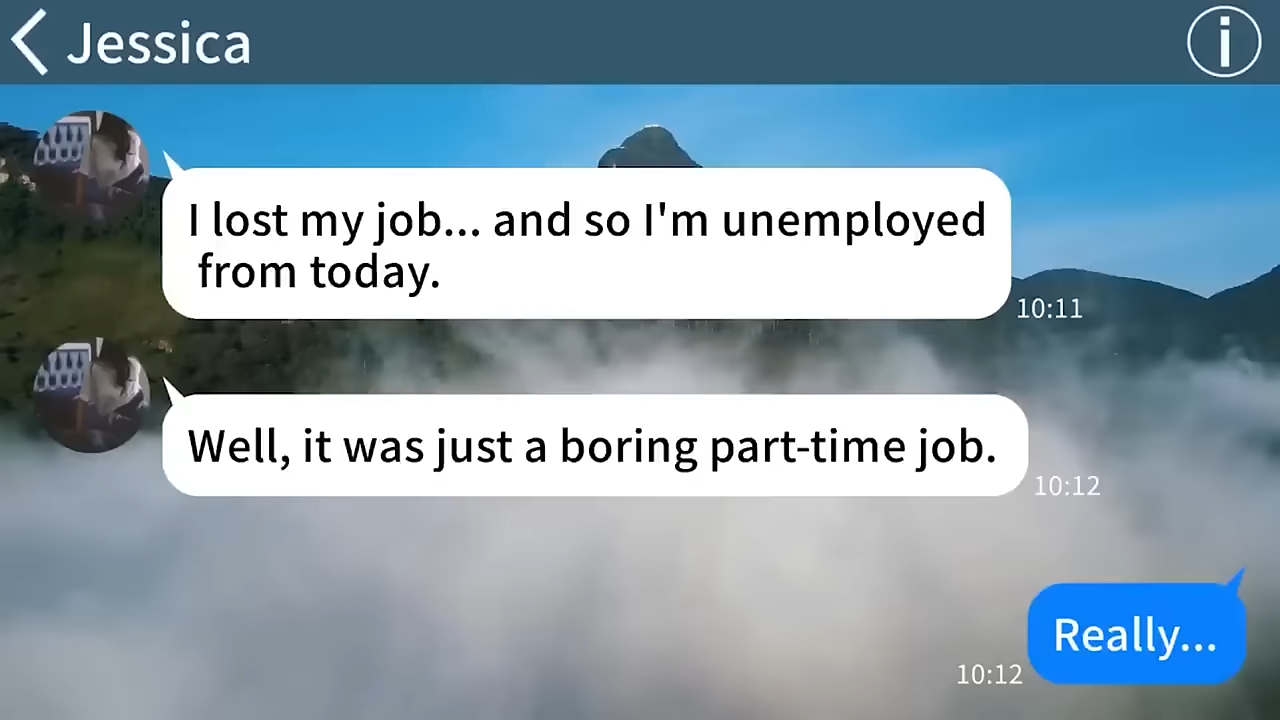 Jessica
I lost my job... and so I'm unemployed
from today.
10:11
Well, it was just a boring part-time job.
10:12
Really...
10:12